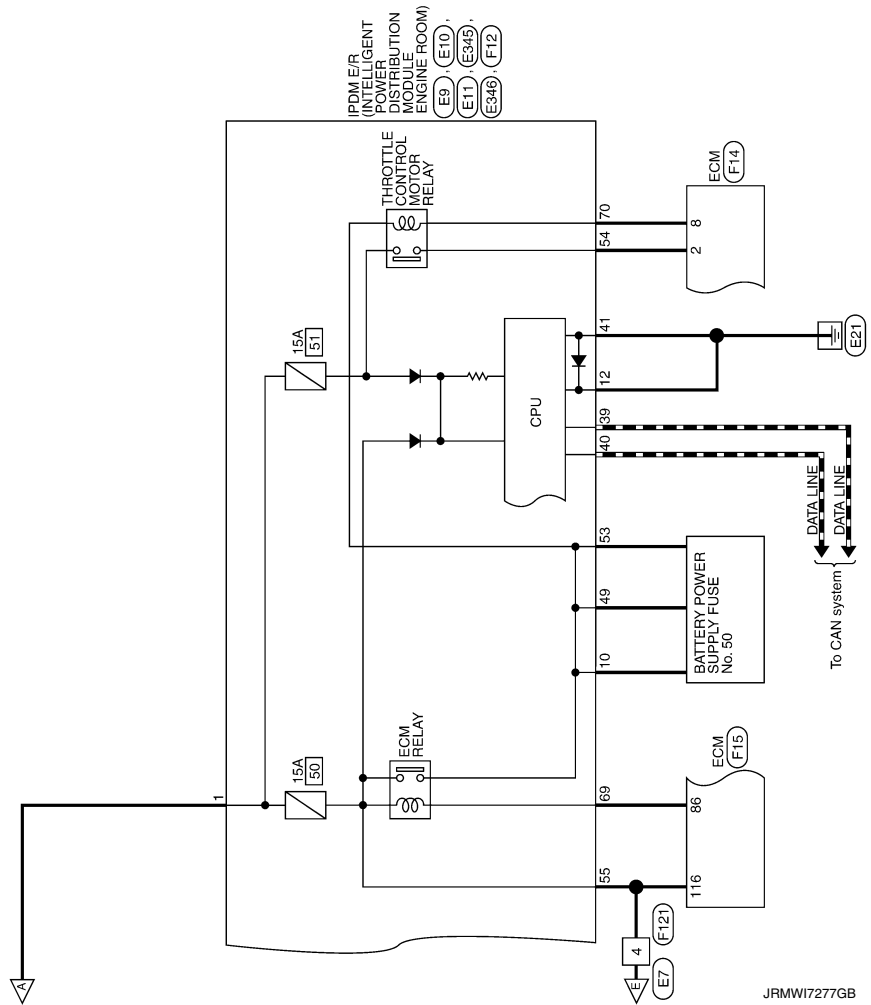 IPDM E/R
(INTELLIGENT
POWER
DISTRIBUTION
MODULE
ENGINE ROOM)
E9 , E10 ,
E11 , E345 ,
E346 , F12
THROTTLE
CONTROL
MOTOR
RELAY
15A
51
15A
50
ECM
RELAY
CPU
A
1
55
69
10
49
53
40
39
12
41
54
70
116
86
ECM
F15
BATTERY POWER
SUPPLY FUSE
No. 50
DATA LINE
DATA LINE
To CAN system
2
8
ECM
F14
E21
E
4
E7
F121
JRMWI7277GB